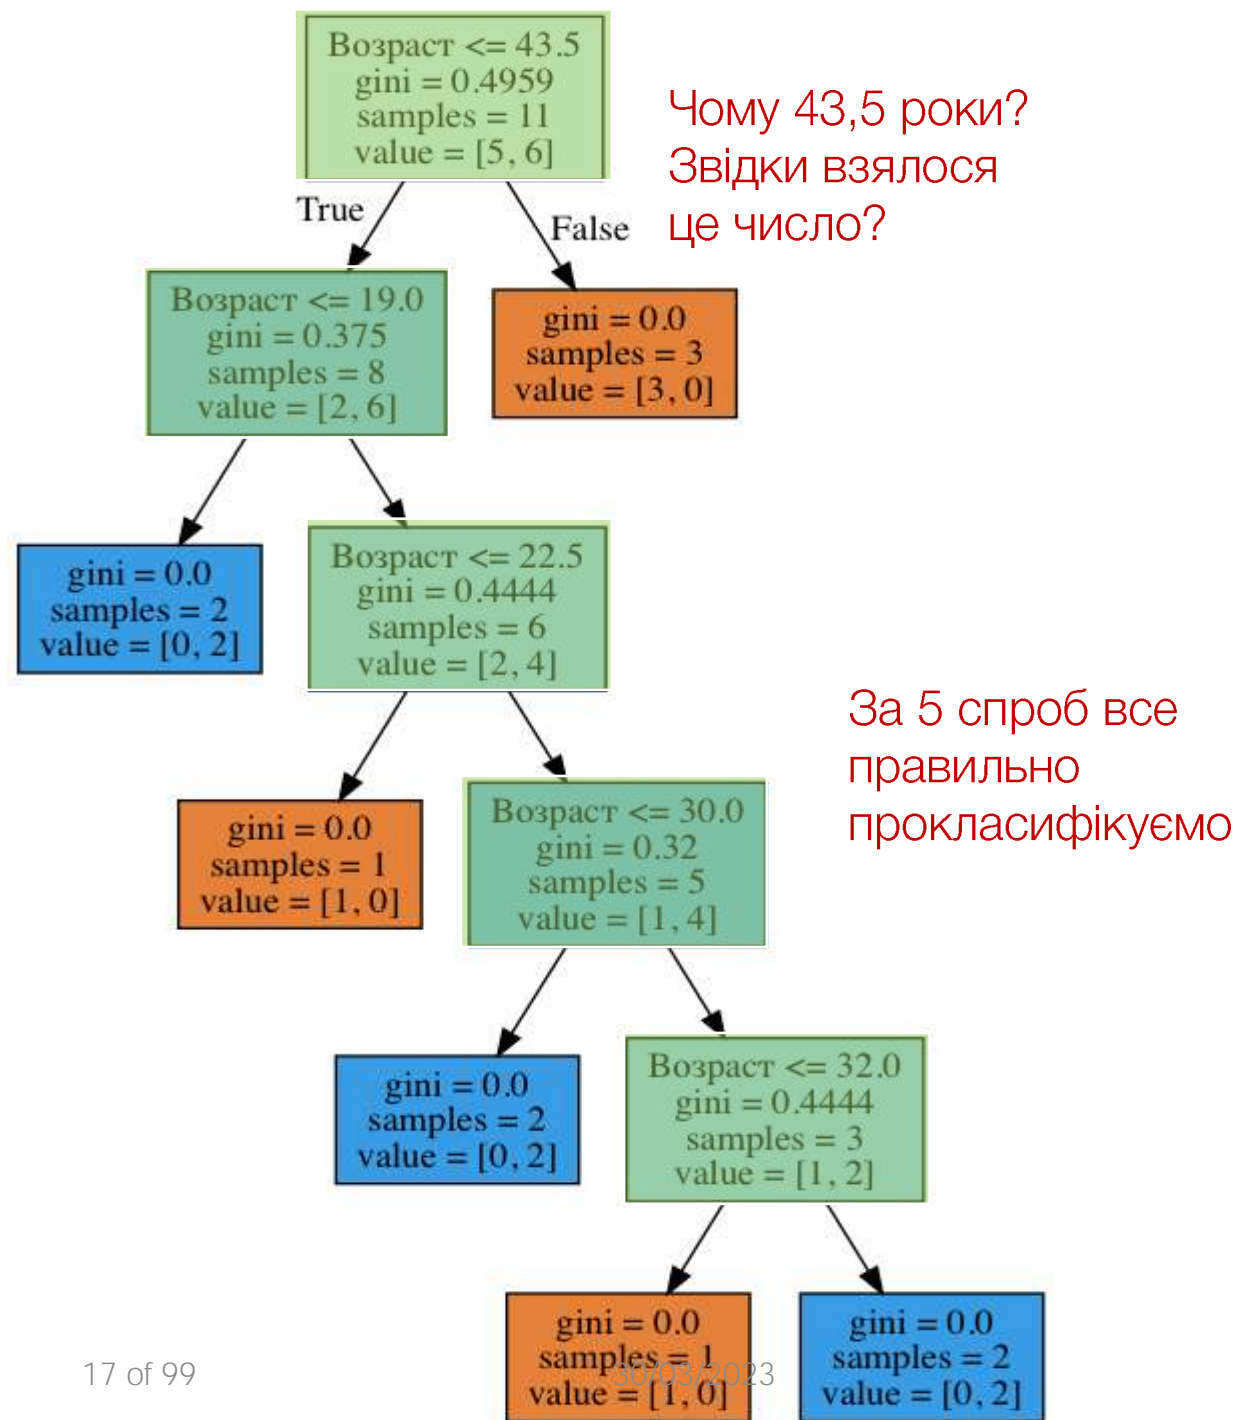 Возраст <= 43.5
gini = 0.4959
samples = 11
value = [5, 6]
Чому 43,5 роки?
Звідки взялося
це число?
True
False
Возраст <= 19.0
gini = 0.375
samples = 8
value = [2, 6]
gini = 0.0
samples = 3
value = [3, 0]
gini = 0.0
samples = 2
value = [0, 2]
Возраст <= 22.5
gini = 0.4444
samples = 6
value = [2, 4]
За 5 спроб все
правильно
прокласифікуємо
gini = 0.0
samples = 1
value = [1, 0]
Возраст <= 30.0
gini = 0.32
samples = 5
value = [1, 4]
gini = 0.0
samples = 2
value = [0, 2]
Возраст <= 32.0
gini = 0.4444
samples = 3
value = [1, 2]
gini = 0.0
samples = 1
value = [1, 0]
gini = 0.0
samples = 2
value = [0, 2]
17 of 99
30/03/2023